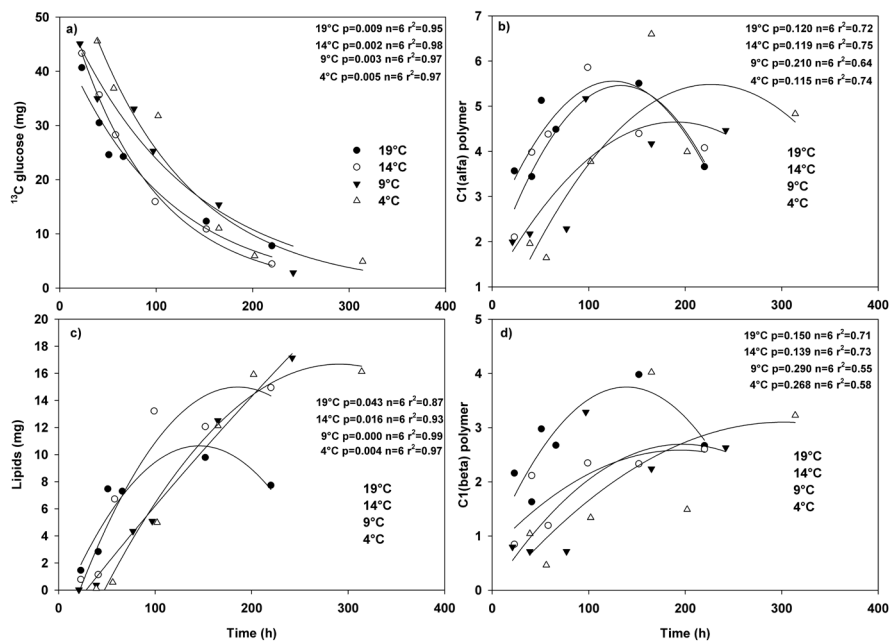 a)
19°C p=0.009 n=6 r²=0.95
14°C p=0.002 n=6 r²=0.98
9°C p=0.003 n=6 r²=0.97
4°C p=0.005 n=6 r²=0.97
19°C
14°C
9°C
4°C
¹³C glucose (mg)
50
40
30
20
10
0
0 100 200 300 400
b)
19°C p=0.120 n=6 r²=0.72
14°C p=0.119 n=6 r²=0.75
9°C p=0.210 n=6 r²=0.64
4°C p=0.115 n=6 r²=0.74
19°C
14°C
9°C
4°C
C1(alfa) polymer
7
6
5
4
3
2
1
0
0 100 200 300 400
c)
19°C p=0.043 n=6 r²=0.87
14°C p=0.016 n=6 r²=0.93
9°C p=0.000 n=6 r²=0.99
4°C p=0.004 n=6 r²=0.97
19°C
14°C
9°C
4°C
Lipids (mg)
20
18
16
14
12
10
8
6
4
2
0
0 100 200 300 400
Time (h)
d)
19°C p=0.150 n=6 r²=0.71
14°C p=0.139 n=6 r²=0.73
9°C p=0.290 n=6 r²=0.55
4°C p=0.268 n=6 r²=0.58
19°C
14°C
9°C
4°C
C1(beta) polymer
5
4
3
2
1
0
0 100 200 300 400
Time (h)